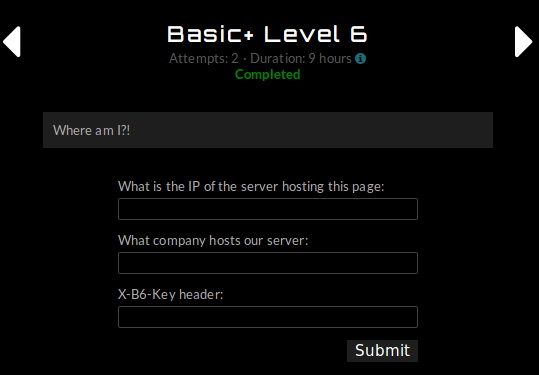 Basic+ Level 6
Attempts: 2 · Duration: 9 hours
Completed
Where am I?!
What is the IP of the server hosting this page:
What company hosts our server:
X-B6-Key header:
Submit